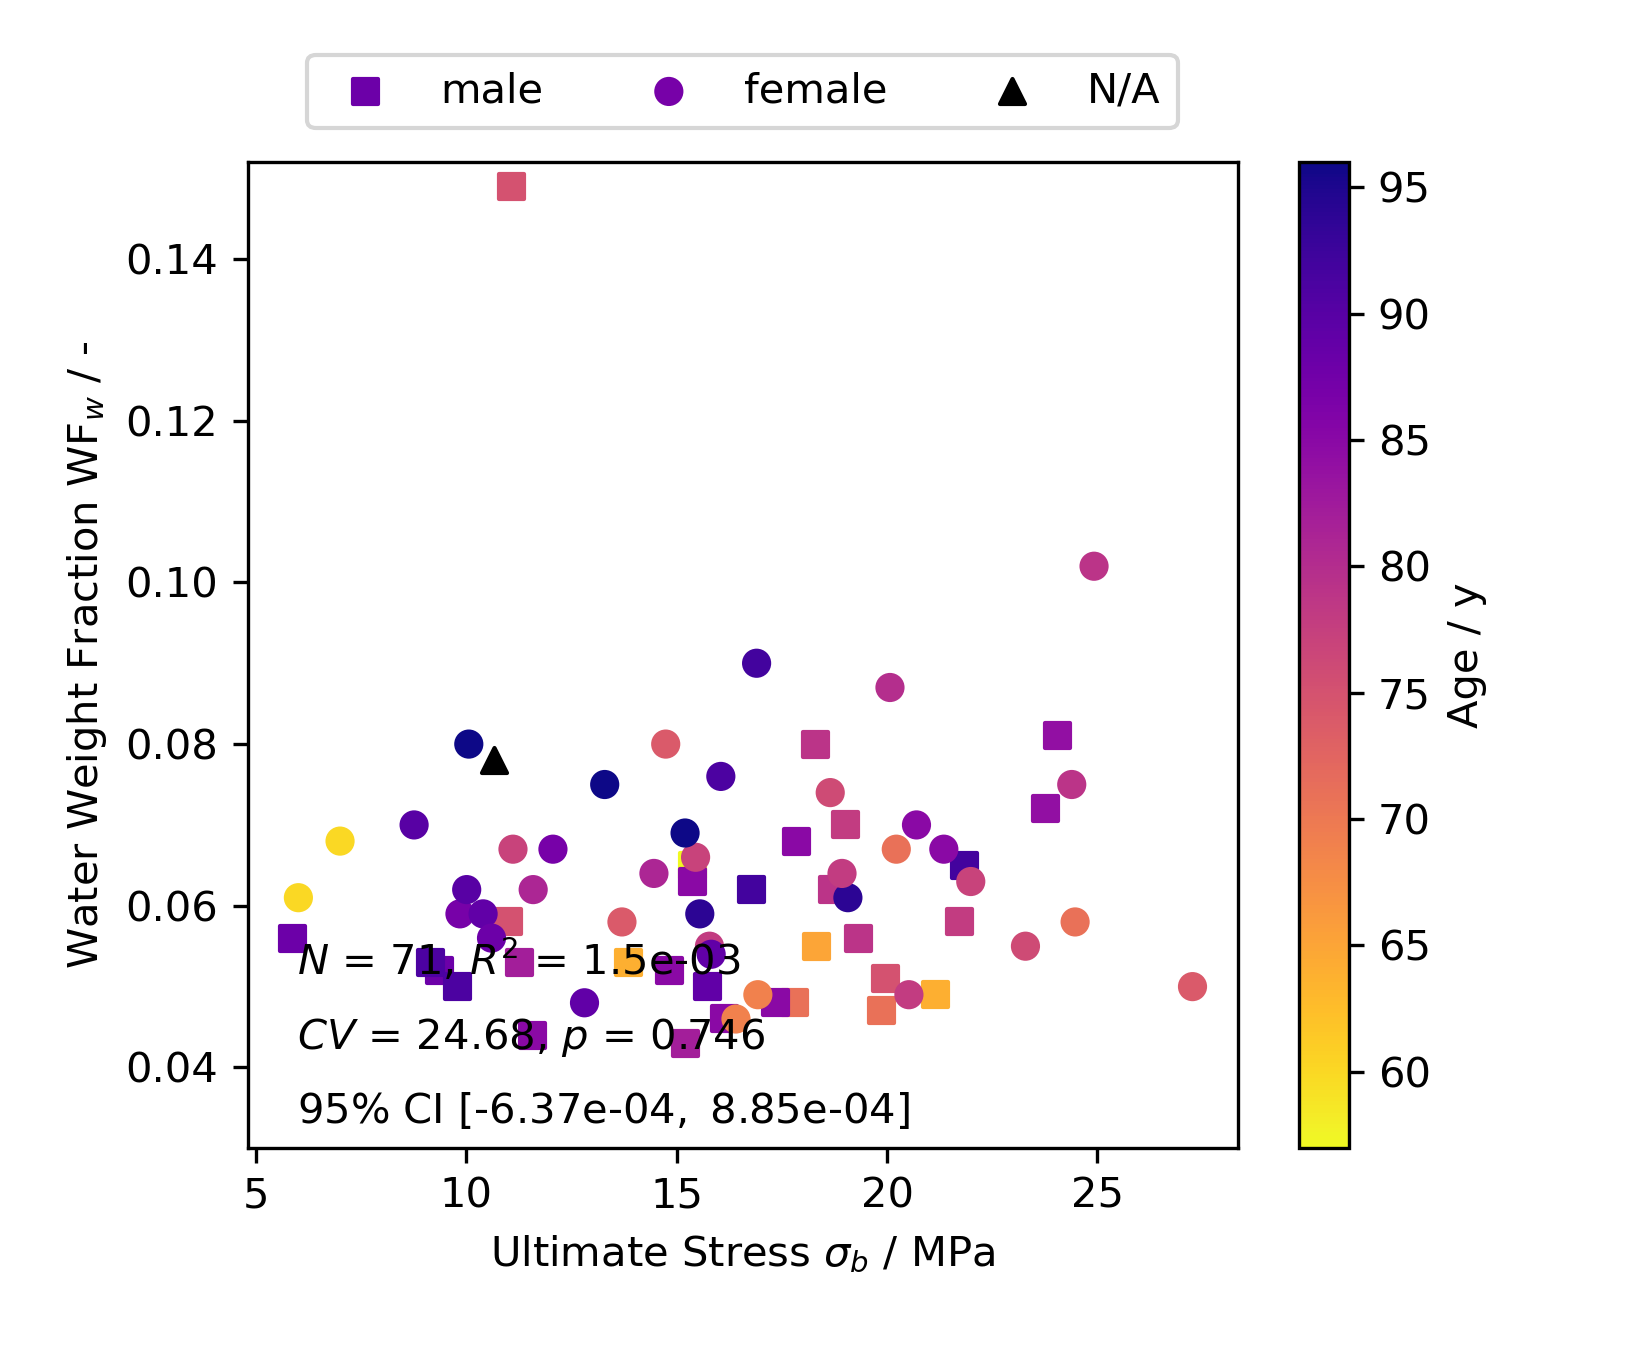 male female N/A
0.14
0.12
0.10
0.08
0.06
0.04
Water Weight Fraction WF_w / -
N = 71, R² = 1.5e-03
CV = 24.68, p = 0.746
95% CI [-6.37e-04, 8.85e-04]
5 10 15 20 25
Ultimate Stress σ_b / MPa
95
90
85
80
75
70
65
60
Age / y